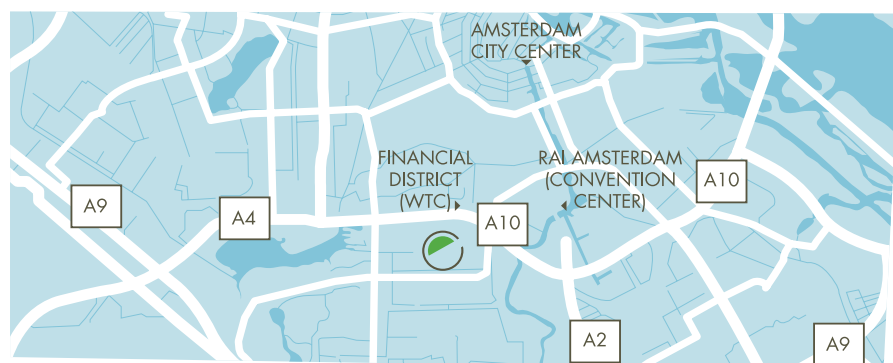 AMSTERDAM
CITY CENTER
FINANCIAL
DISTRICT
(WTC)
RAI AMSTERDAM
(CONVENTION
CENTER)
A10
A9
A4
A10
A2
A9